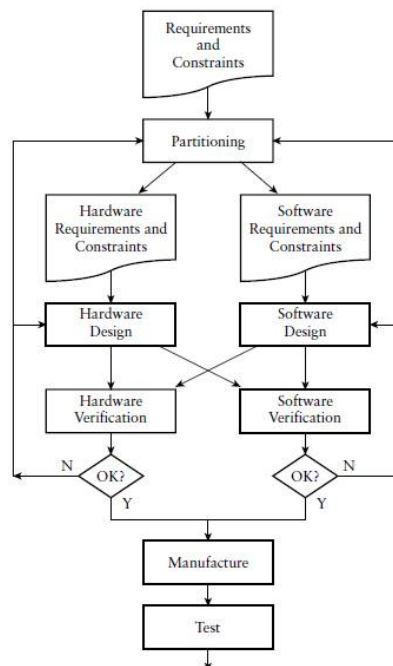 Requirements
and
Constraints
Partitioning
Hardware
Requirements and
Constraints
Software
Requirements and
Constraints
Hardware
Design
Software
Design
Hardware
Verification
Software
Verification
N
OK?
Y
OK?
N
Y
Manufacture
Test